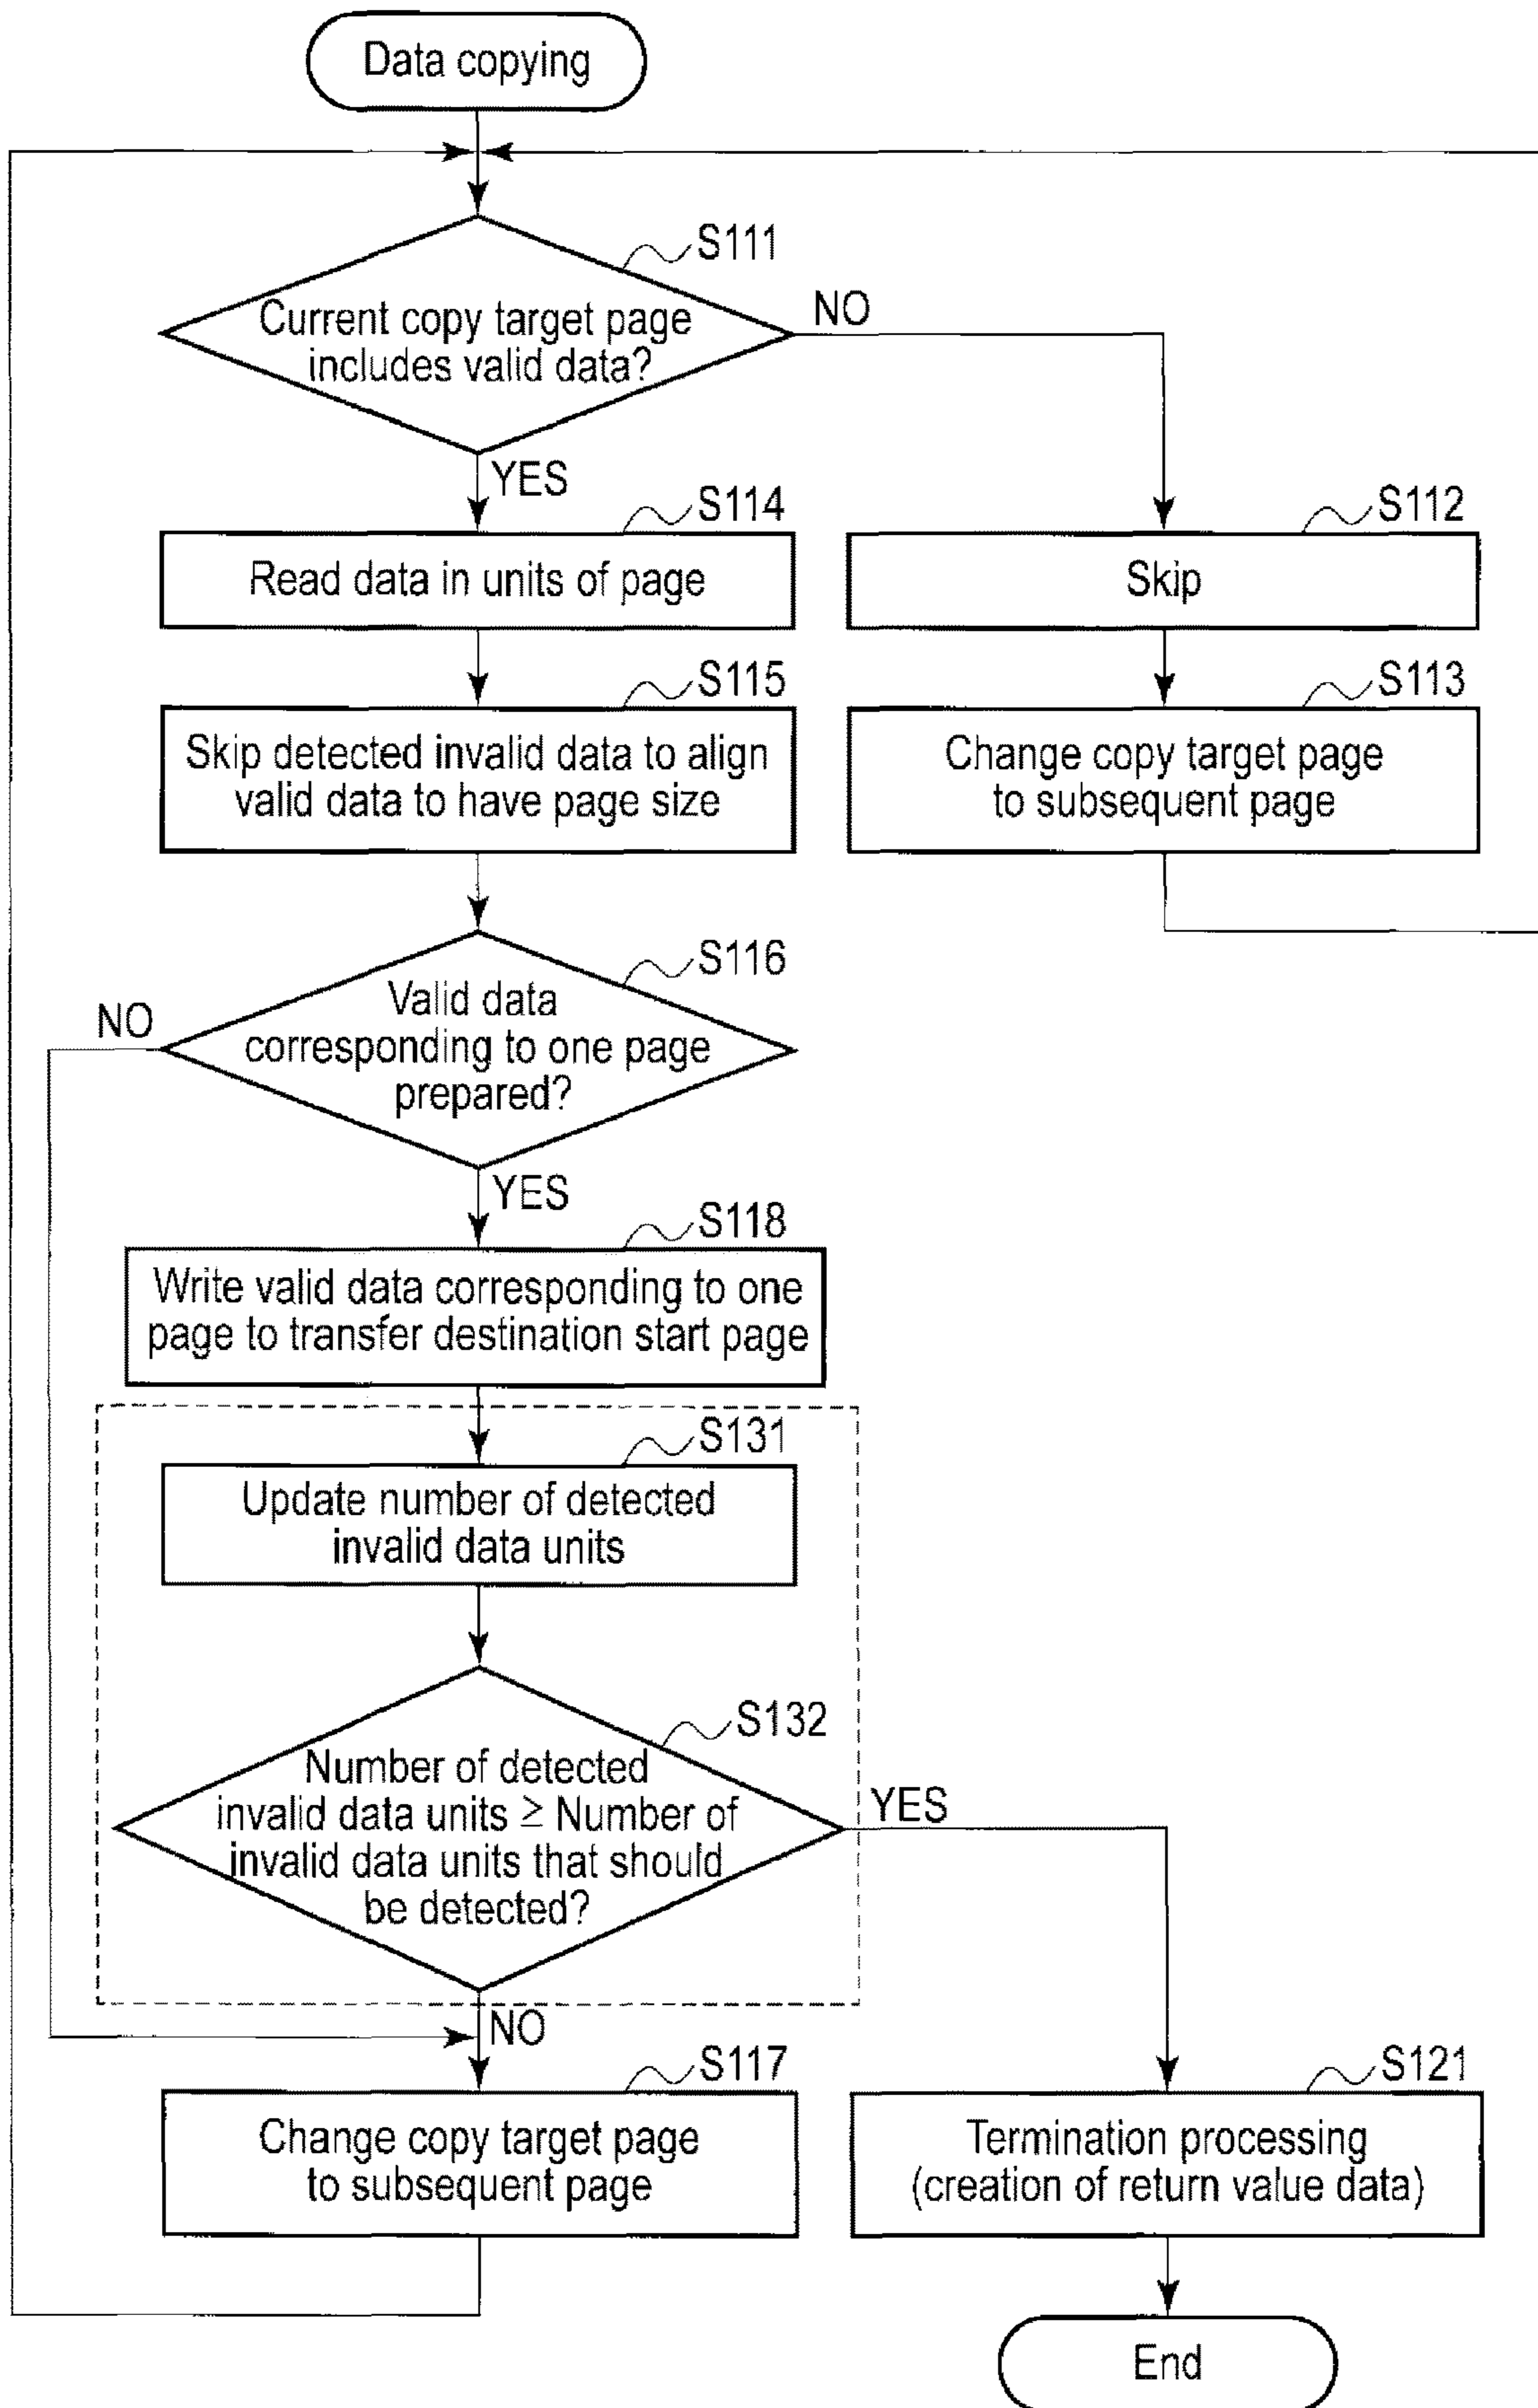 Data copying
S111
Current copy target page
includes valid data?
NO
YES
S114
Read data in units of page
S112
Skip
S115
Skip detected invalid data to align
valid data to have page size
S113
Change copy target page
to subsequent page
S116
Valid data
corresponding to one page
prepared?
NO
YES
S118
Write valid data corresponding to one
page to transfer destination start page
S131
Update number of detected
invalid data units
S132
Number of detected
invalid data units ≥ Number of
invalid data units that should
be detected?
YES
NO
S117
Change copy target page
to subsequent page
S121
Termination processing
(creation of return value data)
End